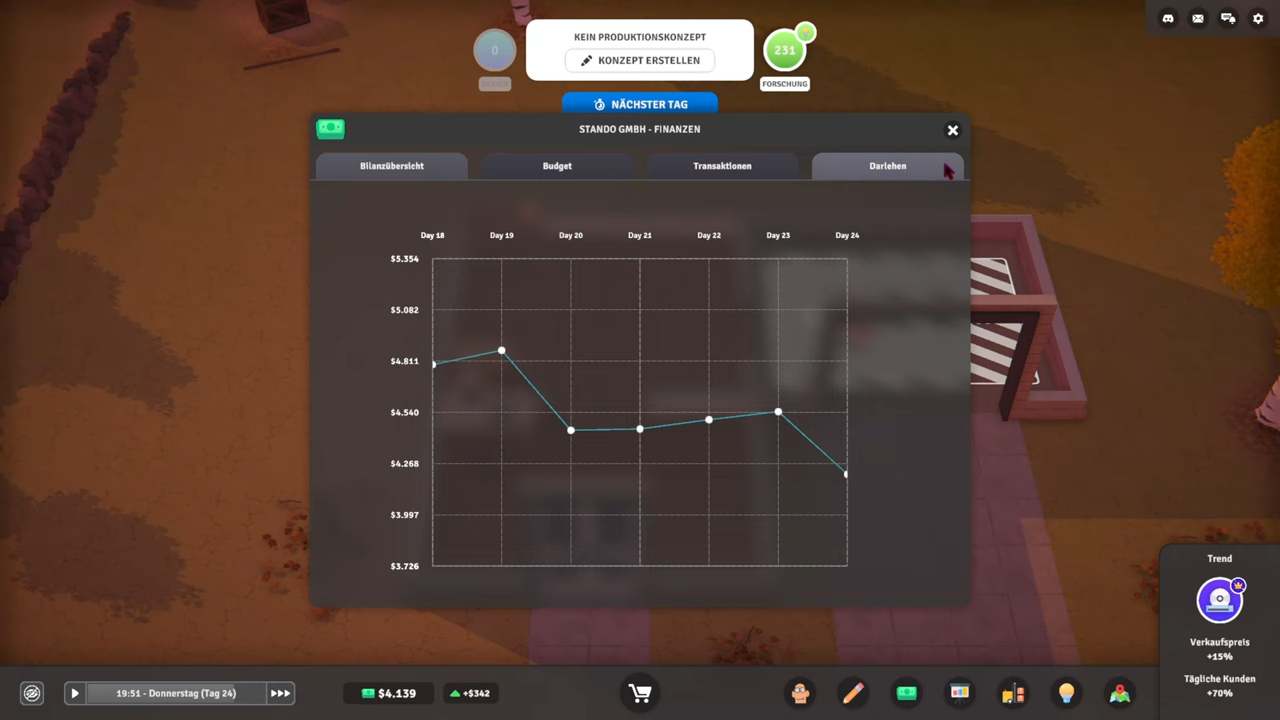 KEIN PRODUKTIONSKONZEPT
KONZEPT ERSTELLEN
0
DESIGN
231
FORSCHUNG
NÄCHSTER TAG
STANDO GMBH - FINANZEN
Bilanzübersicht
Budget
Transaktionen
Darlehen
Day 18
Day 19
Day 20
Day 21
Day 22
Day 23
Day 24
$5.354
$5.082
$4.811
$4.540
$4.268
$3.997
$3.726
Trend
Verkaufspreis
+15%
Tägliche Kunden
+70%
19:51 - Donnerstag (Tag 24)
$4.139
+$342